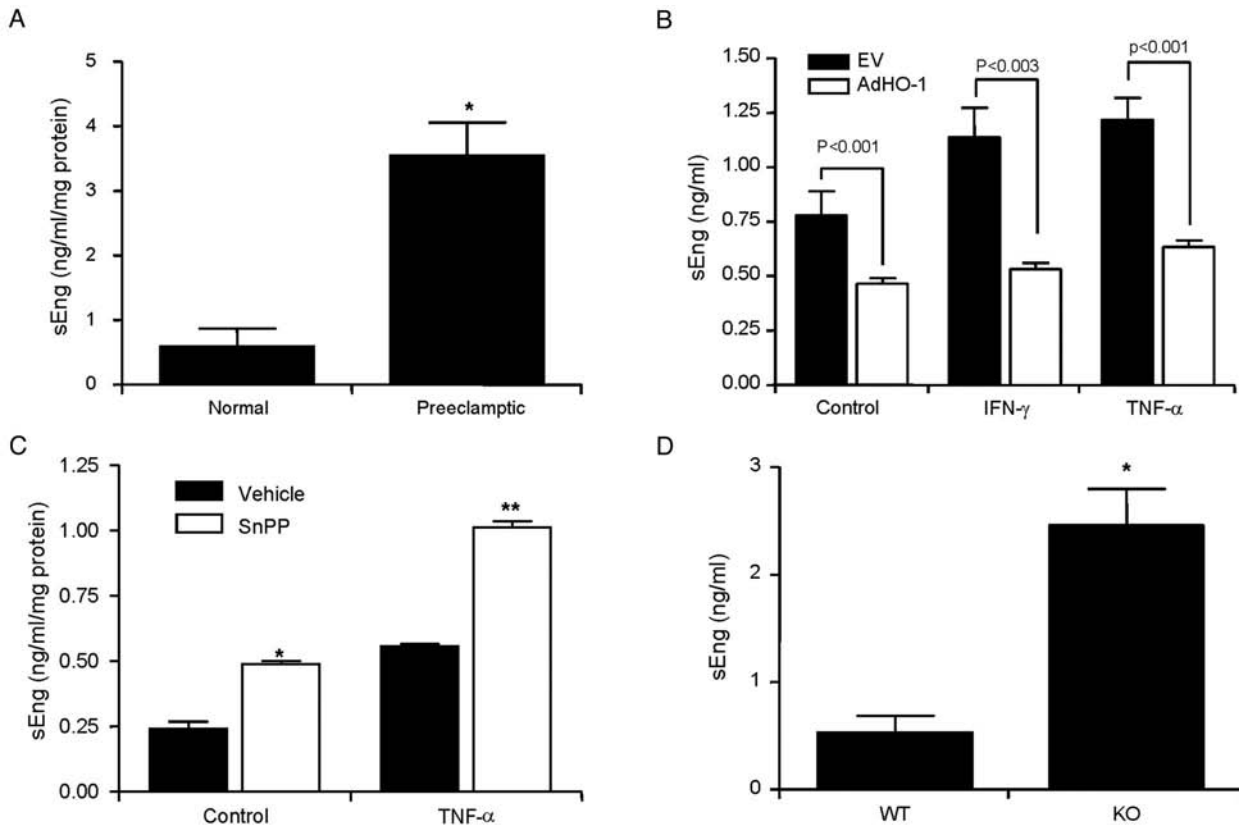 A
sEng (ng/ml/mg protein)
5
4
3
2
1
0
*
Normal
Preeclamptic
B
sEng (ng/ml)
1.50
1.25
1.00
0.75
0.50
0.25
0.00
EV
AdHO-1
P<0.001
P<0.003
p<0.001
Control
IFN-γ
TNF-α
C
sEng (ng/ml/mg protein)
1.25
1.00
0.75
0.50
0.25
0.00
Vehicle
SnPP
*
**
Control
TNF-α
D
sEng (ng/ml)
3
2
1
0
*
WT
KO